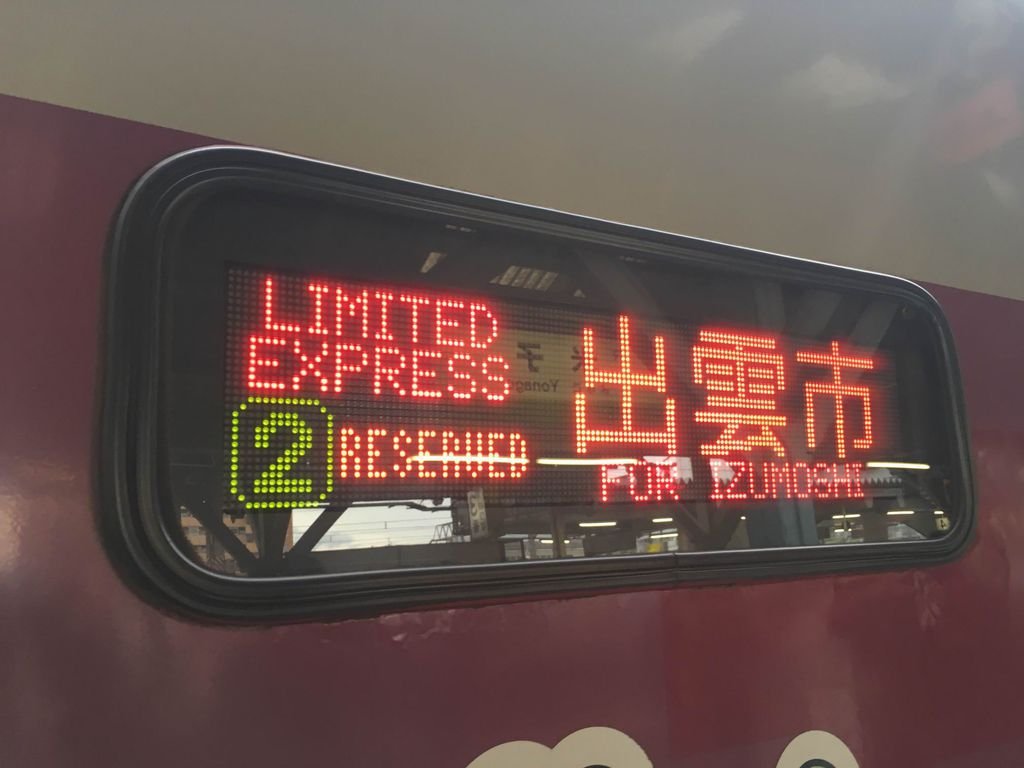 LIMITED
EXPRESS
2 RESERVED
出雲市
FOR IZUMOSHI